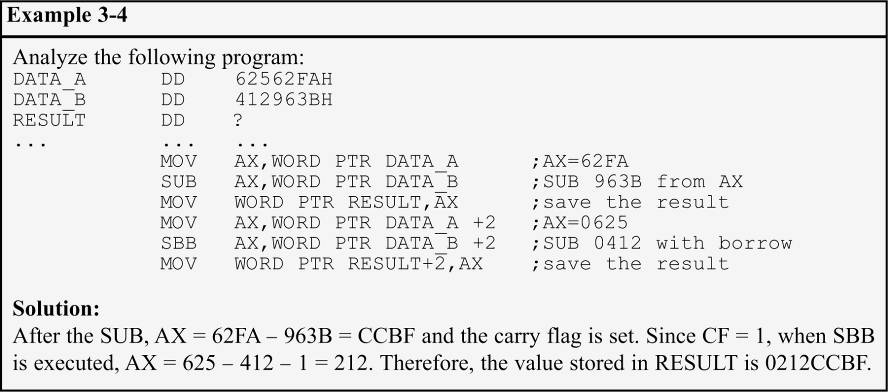 Example 3-4
Analyze the following program:
DATA_A DD 62562FAH
DATA_B DD 412963BH
RESULT DD ?
... ... ...
MOV AX,WORD PTR DATA_A ;AX=62FA
SUB AX,WORD PTR DATA_B ;SUB 963B from AX
MOV WORD PTR RESULT,AX ;save the result
MOV AX,WORD PTR DATA_A +2 ;AX=0625
SBB AX,WORD PTR DATA_B +2 ;SUB 0412 with borrow
MOV WORD PTR RESULT+2,AX ;save the result
Solution:
After the SUB, AX = 62FA – 963B = CCBF and the carry flag is set. Since CF = 1, when SBB
is executed, AX = 625 – 412 – 1 = 212. Therefore, the value stored in RESULT is 0212CCBF.